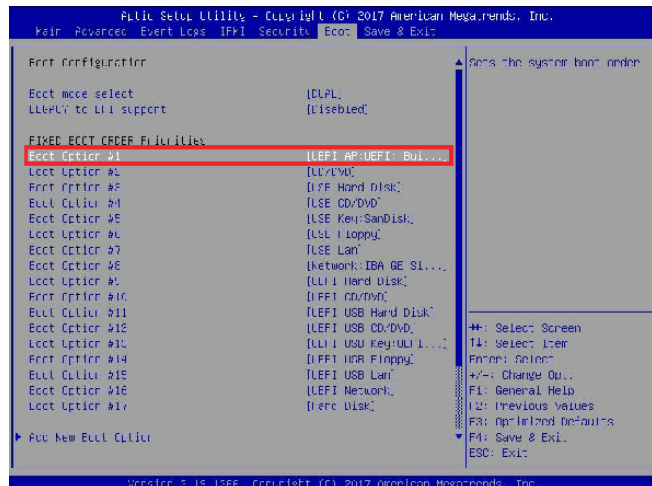 Aptio Setup Utility - Copyright (C) 2017 American Megatrends, Inc.
Main Advanced Event Logs IPMI Security Boot Save & Exit
Boot Configuration
Sets the system boot order
Boot mode select [DUAL]
LEGACY to EFI support [Disabled]
FIXED BOOT ORDER Priorities
Boot Option #1 [UEFI AP:UEFI: Bui...]
Boot Option #2 [CD/DVD]
Boot Option #3 [USB Hard Disk]
Boot Option #4 [USB CD/DVD]
Boot Option #5 [USB Key:SanDisk]
Boot Option #6 [USB Floppy]
Boot Option #7 [USB Lan]
Boot Option #8 [Network:IBA GE Sl...]
Boot Option #9 [UEFI Hard Disk]
Boot Option #10 [UEFI CD/DVD]
Boot Option #11 [UEFI USB Hard Disk]
Boot Option #12 [UEFI USB CD/DVD]
Boot Option #13 [UEFI USB Key:UEFI...]
Boot Option #14 [UEFI USB Floppy]
Boot Option #15 [UEFI USB Lan]
Boot Option #16 [UEFI Network]
Boot Option #17 [Hard Disk]
Add New Boot Option
→←: Select Screen
↑↓: Select Item
Enter: Select
+/-: Change Opt.
F1: General Help
F2: Previous Values
F3: Optimized Defaults
F4: Save & Exit
ESC: Exit
Version 2.19.1266. Copyright (C) 2017 American Megatrends, Inc.